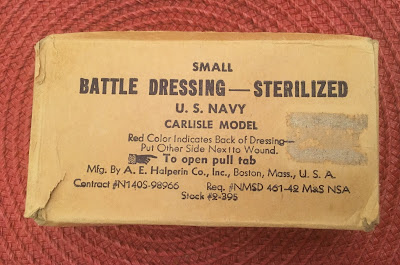 SMALL
BATTLE DRESSING—STERILIZED
U. S. NAVY
CARLISLE MODEL
Red Color Indicates Back of Dressing—
Put Other Side Next to Wound.
To open pull tab
Mfg. By A. E. Halperin Co., Inc., Boston, Mass., U. S. A.
Contract #N140S-98966 Req. #NMSD 461-42 M&S NSA
Stock #2-395